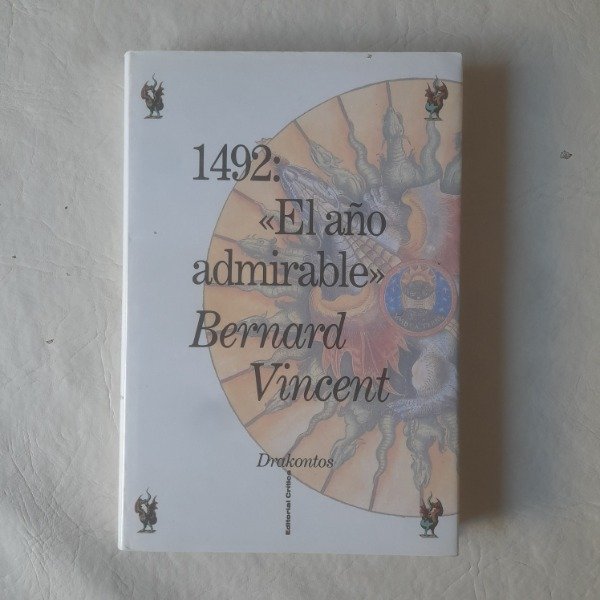 1492:
«El año
admirable»
Bernard
Vincent
Drakontos
Editorial Crítica